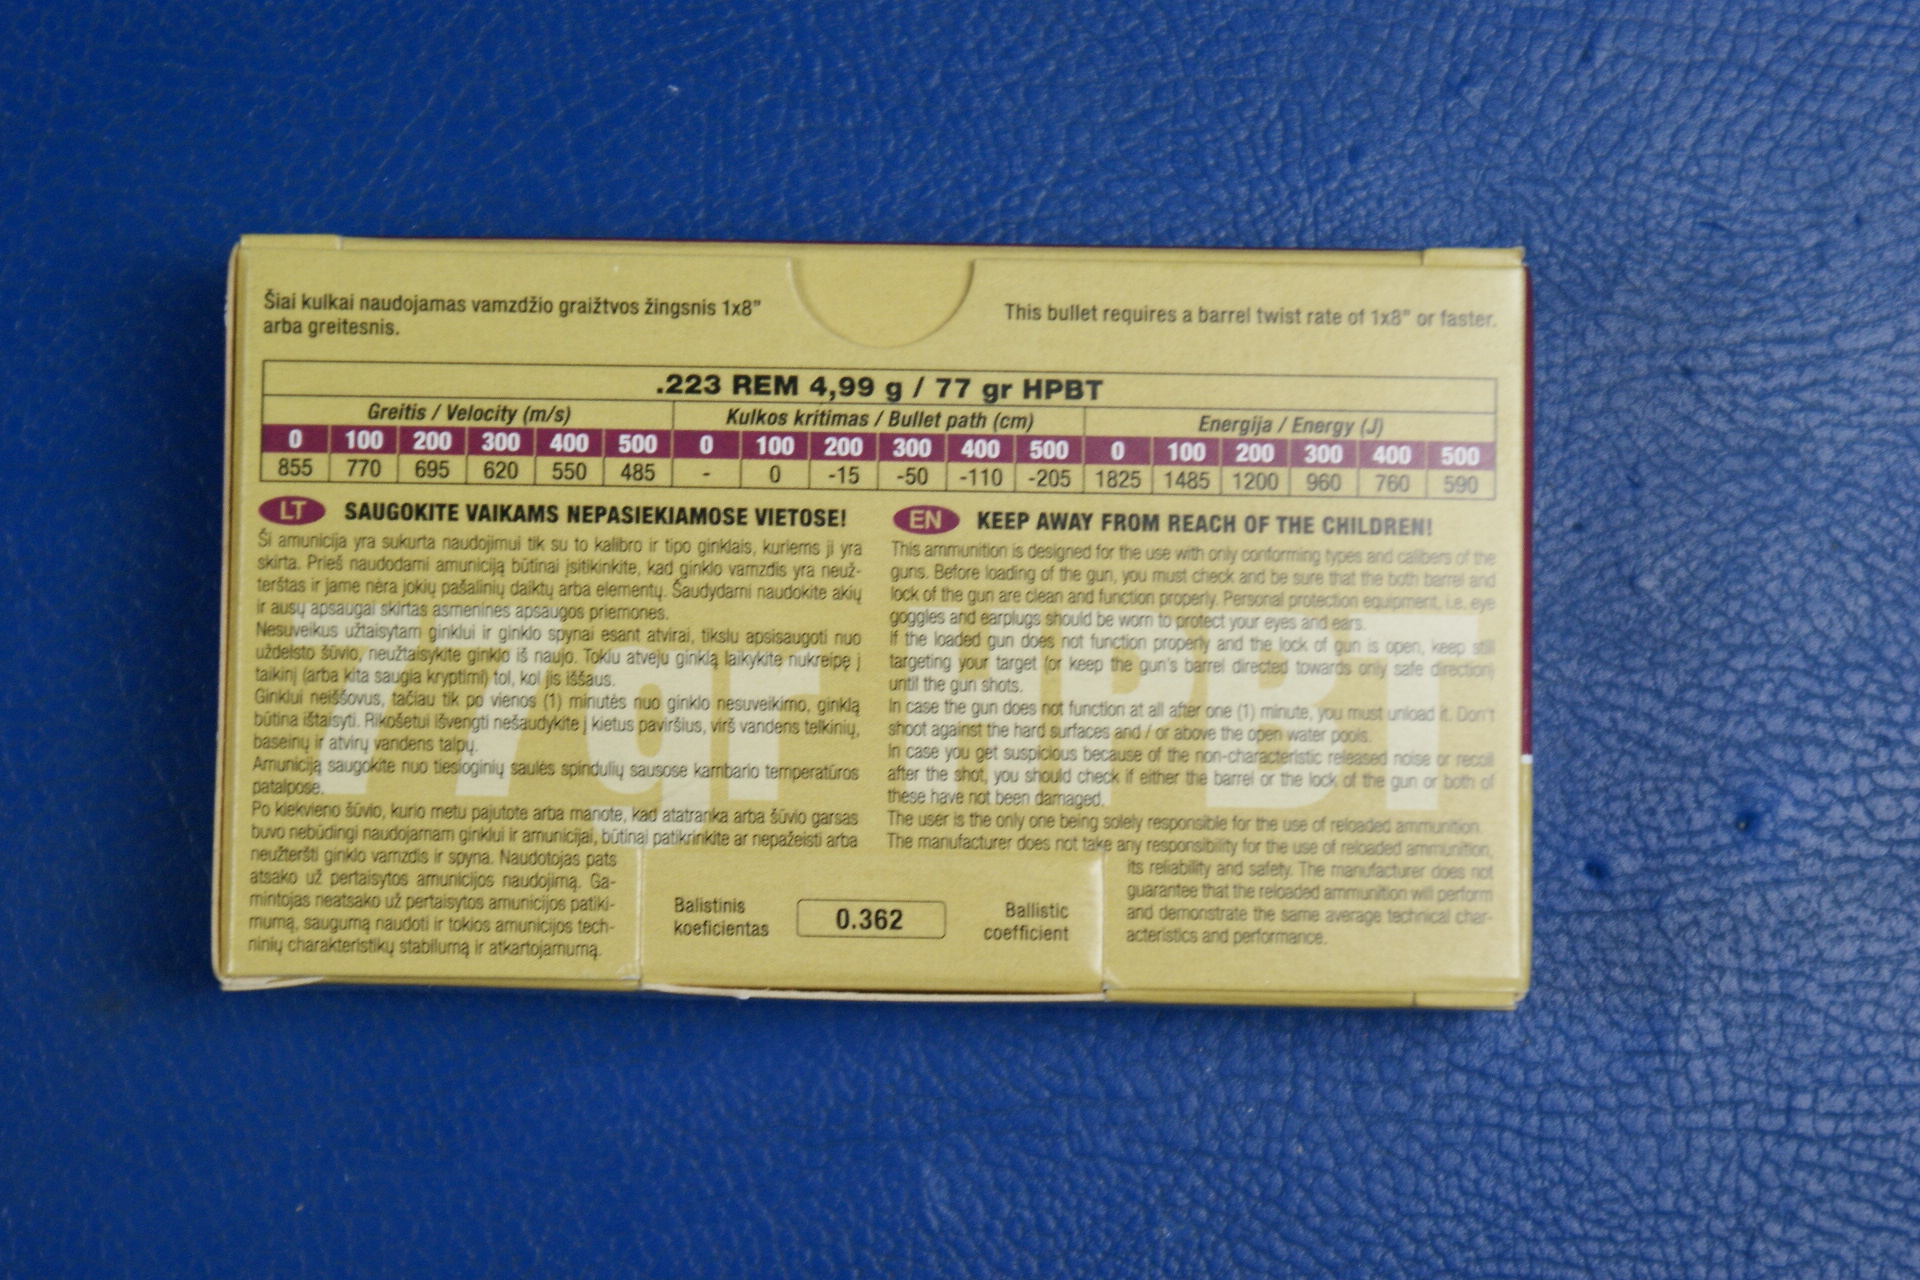 Šiai kulkai naudojamas vamzdžio graižtvos žingsnis 1x8"
arba greitesnis.
This bullet requires a barrel twist rate of 1x8" or faster.
.223 REM 4,99 g / 77 gr HPBT
Greitis / Velocity (m/s) Kulkos kritimas / Bullet path (cm) Energija / Energy (J)
0 100 200 300 400 500 0 100 200 300 400 500 0 100 200 300 400 500
855 770 695 620 550 485 - 0 -15 -50 -110 -205 1825 1485 1200 960 760 590
LT SAUGOKITE VAIKAMS NEPASIEKIAMOSE VIETOSE!
Ši amunicija yra sukurta naudojimui tik su to kalibro ir tipo ginklais, kuriems ji yra
skirta. Prieš naudodami amuniciją būtinai įsitikinkite, kad ginklo vamzdis yra neuž-
terštas ir jame nėra jokių pašalinių daiktų arba elementų. Šaudydami naudokite akių
ir ausų apsaugai skirtas asmenines apsaugos priemones.
Nesuveikus užtaisytam ginklui ir ginklo spynai esant atvirai, tikslu apsisaugoti nuo
uždelsto šūvio, neužtaisykite ginklo iš naujo. Tokiu atveju ginklą laikykite nukreipę į
taikinį (arba kita saugia kryptimi) tol, kol jis iššaus.
Ginklui neiššovus, tačiau tik po vienos (1) minutės nuo ginklo nesuveikimo, ginklą
būtina ištaisyti. Rikošetui išvengti nešaudykite į kietus paviršius, virš vandens telkinių,
baseinų ir atvirų vandens talpų.
Amuniciją saugokite nuo tiesioginių saulės spindulių sausose kambario temperatūros
patalpose.
Po kiekvieno šūvio, kurio metu pajutote arba manote, kad atatranka arba šūvio garsas
buvo nebūdingi naudojamam ginklui ir amunicijai, būtinai patikrinkite ar nepažeisti arba
neužteršti ginklo vamzdis ir spyna. Naudotojas pats
atsako už pertaisytos amunicijos naudojimą. Ga-
mintojas neatsako už pertaisytos amunicijos patiki-
mumą, saugumą naudoti ir tokios amunicijos tech-
ninių charakteristikų stabilumą ir atkartojamumą.
EN KEEP AWAY FROM REACH OF THE CHILDREN!
This ammunition is designed for the use with only conforming types and calibers of the
guns. Before loading of the gun, you must check and be sure that the both barrel and
lock of the gun are clean and function properly. Personal protection equipment, i.e. eye
goggles and earplugs should be worn to protect your eyes and ears.
If the loaded gun does not function properly and the lock of gun is open, keep still
targeting your target (or keep the gun's barrel directed towards only safe direction)
until the gun shots.
In case the gun does not function at all after one (1) minute, you must unload it. Don't
shoot against the hard surfaces and / or above the open water pools.
In case you get suspicious because of the non-characteristic released noise or recoil
after the shot, you should check if either the barrel or the lock of the gun or both of
these have not been damaged.
The user is the only one being solely responsible for the use of reloaded ammunition.
The manufacturer does not take any responsibility for the use of reloaded ammunition,
its reliability and safety. The manufacturer does not
guarantee that the reloaded ammunition will perform
and demonstrate the same average technical char-
acteristics and performance.
77gr HPBT
Balistinis
koeficientas
0.362
Ballistic
coefficient